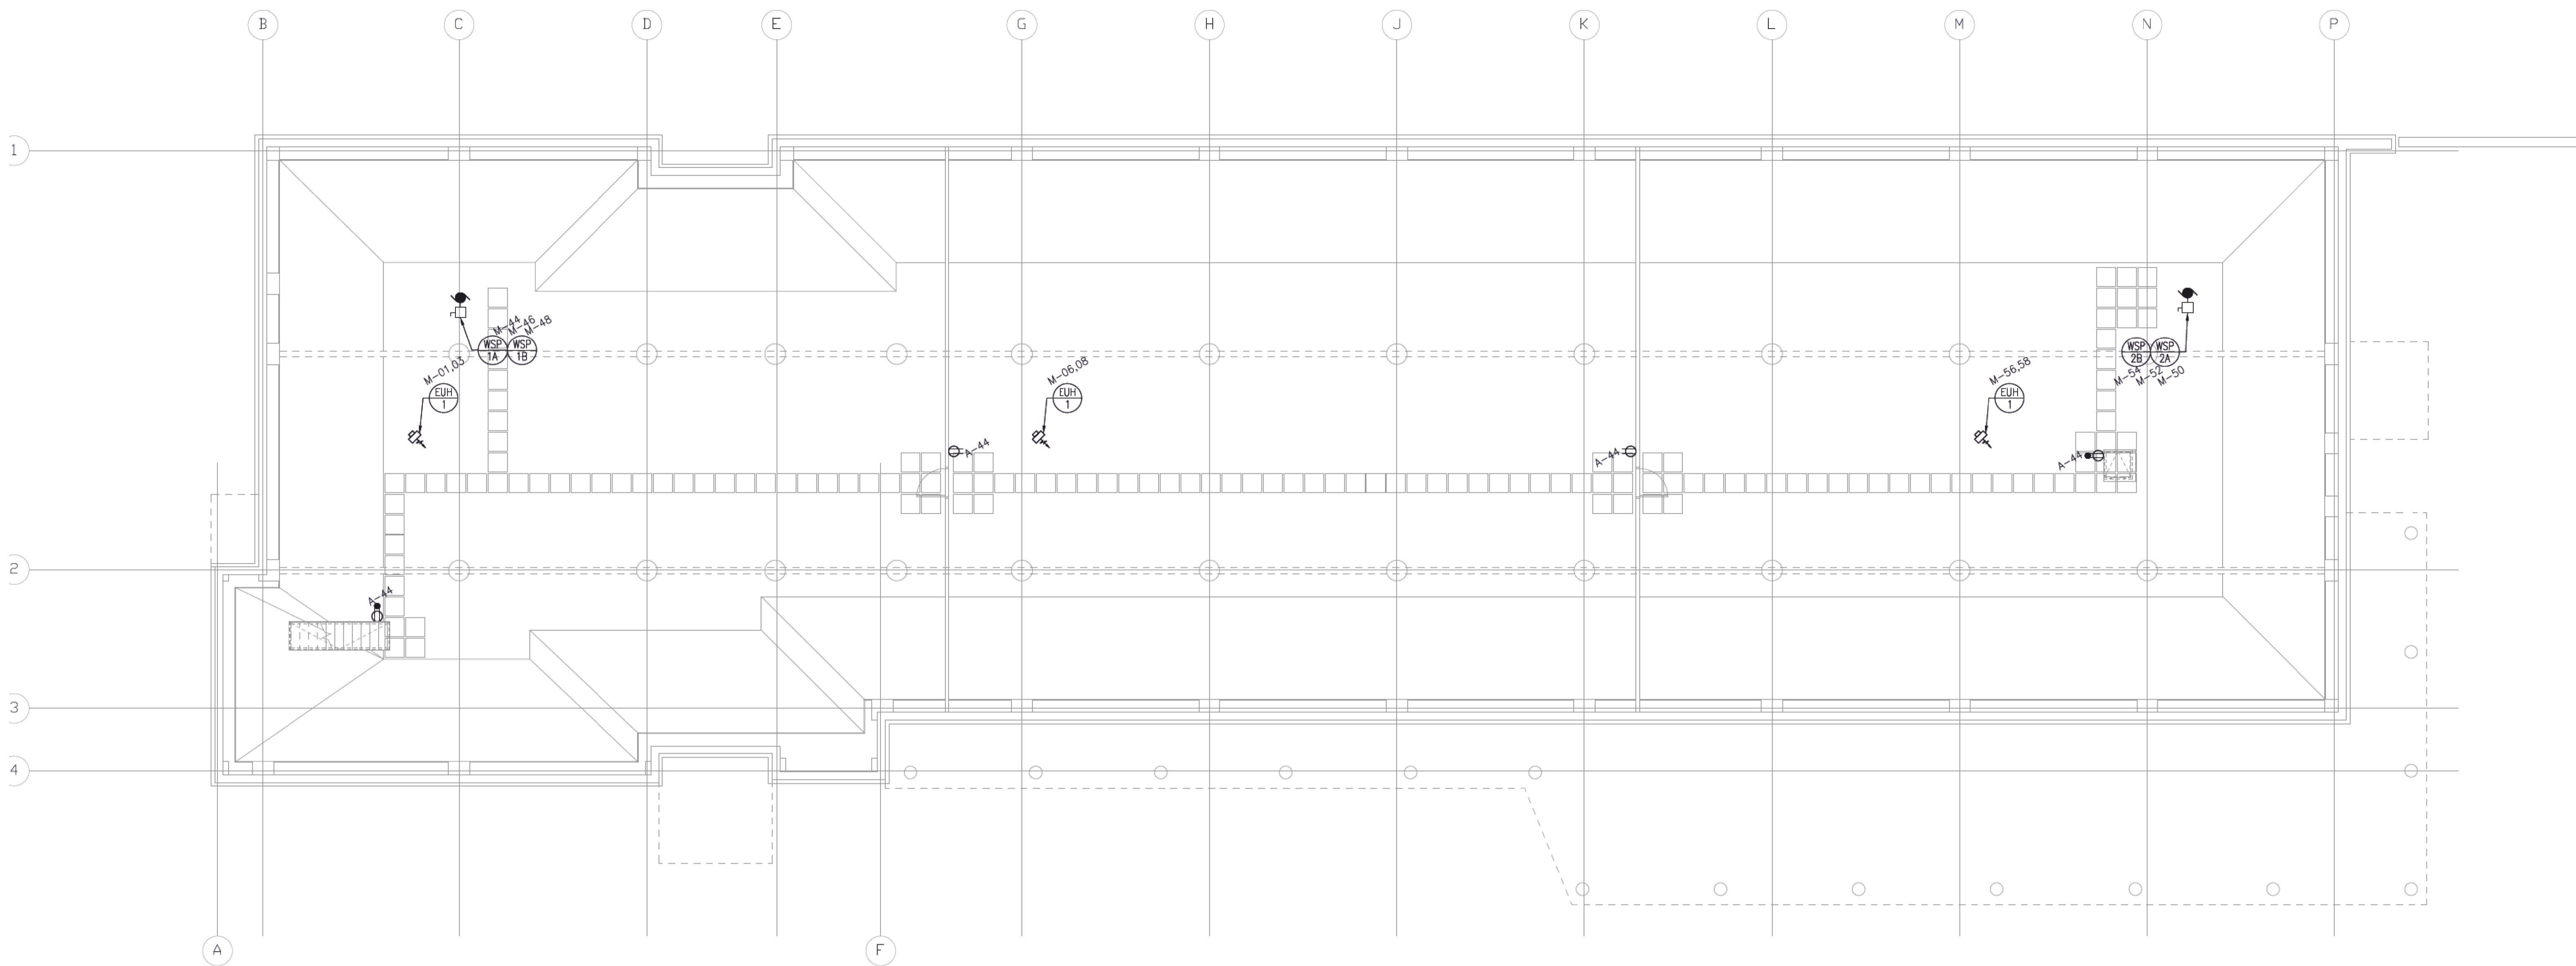 B C D E G H J K L M N P
1
M-44 M-46 M-48
WSP 1A WSP 1B
WSP 2B WSP 2A
M-54 M-52 M-50
M-01,03
EUH 1
M-06,08
EUH 1
M-56,58
EUH 1
A-44
A-44
A-44
2
A-44
3
4
A F